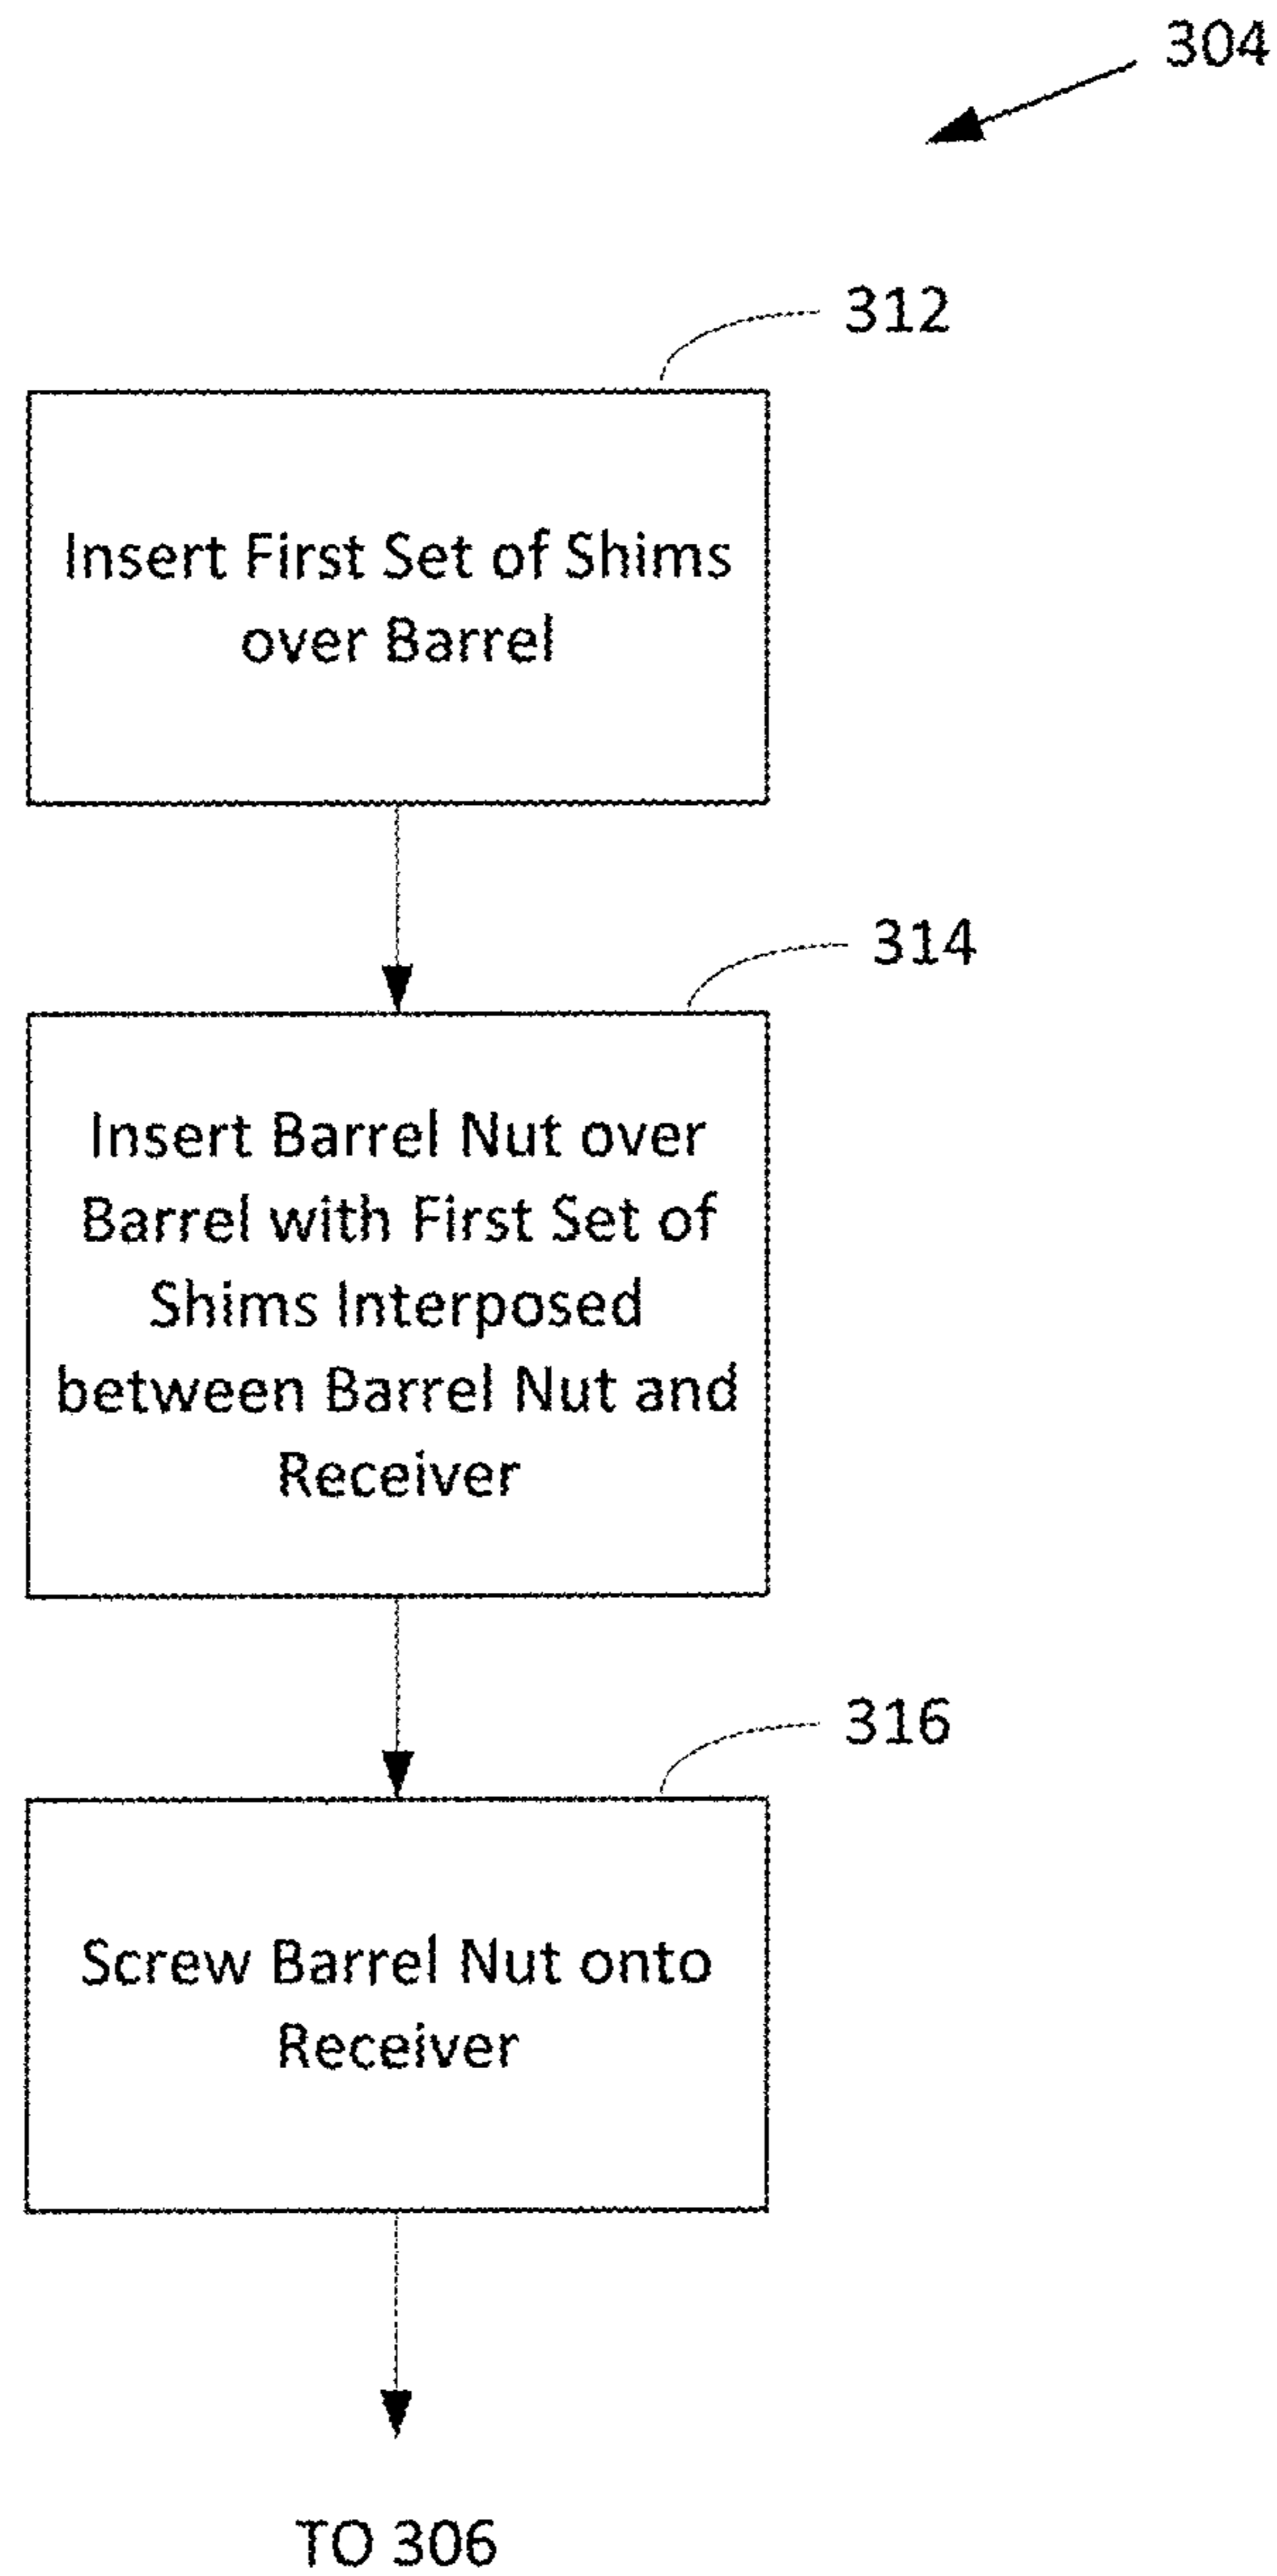 304
312
Insert First Set of Shims
over Barrel
314
Insert Barrel Nut over
Barrel with First Set of
Shims Interposed
between Barrel Nut and
Receiver
316
Screw Barrel Nut onto
Receiver
TO 306